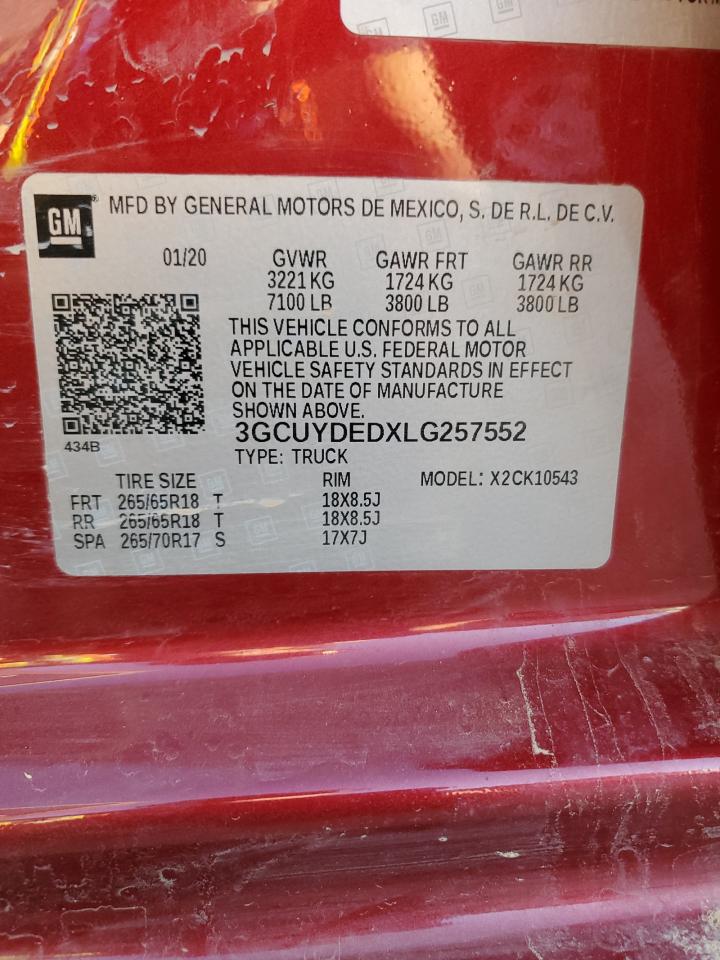 GM
MFD BY GENERAL MOTORS DE MEXICO, S. DE R.L. DE C.V.
01/20 GVWR GAWR FRT GAWR RR
3221 KG 1724 KG 1724 KG
7100 LB 3800 LB 3800 LB
THIS VEHICLE CONFORMS TO ALL
APPLICABLE U.S. FEDERAL MOTOR
VEHICLE SAFETY STANDARDS IN EFFECT
ON THE DATE OF MANUFACTURE
SHOWN ABOVE.
434B
3GCUYDEDXLG257552
TYPE: TRUCK
TIRE SIZE RIM MODEL: X2CK10543
FRT 265/65R18 T 18X8.5J
RR 265/65R18 T 18X8.5J
SPA 265/70R17 S 17X7J